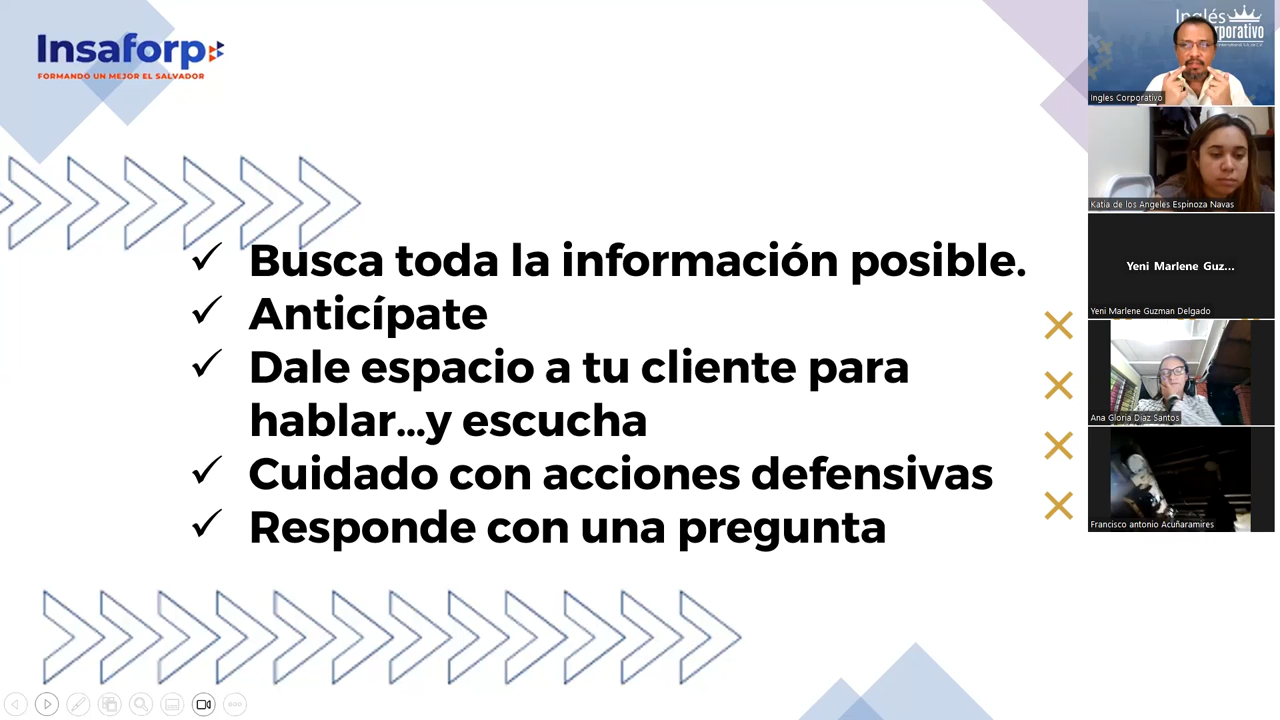 Insaforp
FORMANDO UN MEJOR EL SALVADOR
Busca toda la información posible.
Anticípate
Dale espacio a tu cliente para
hablar...y escucha
Cuidado con acciones defensivas
Responde con una pregunta
Inglés
Ingles Corporativo
Katia de los Angeles Espinoza Navas
Yeni Marlene Guz...
Yeni Marlene Guzman Delgado
Ana Gloria Diaz Santos
Francisco antonio Acuñaramires